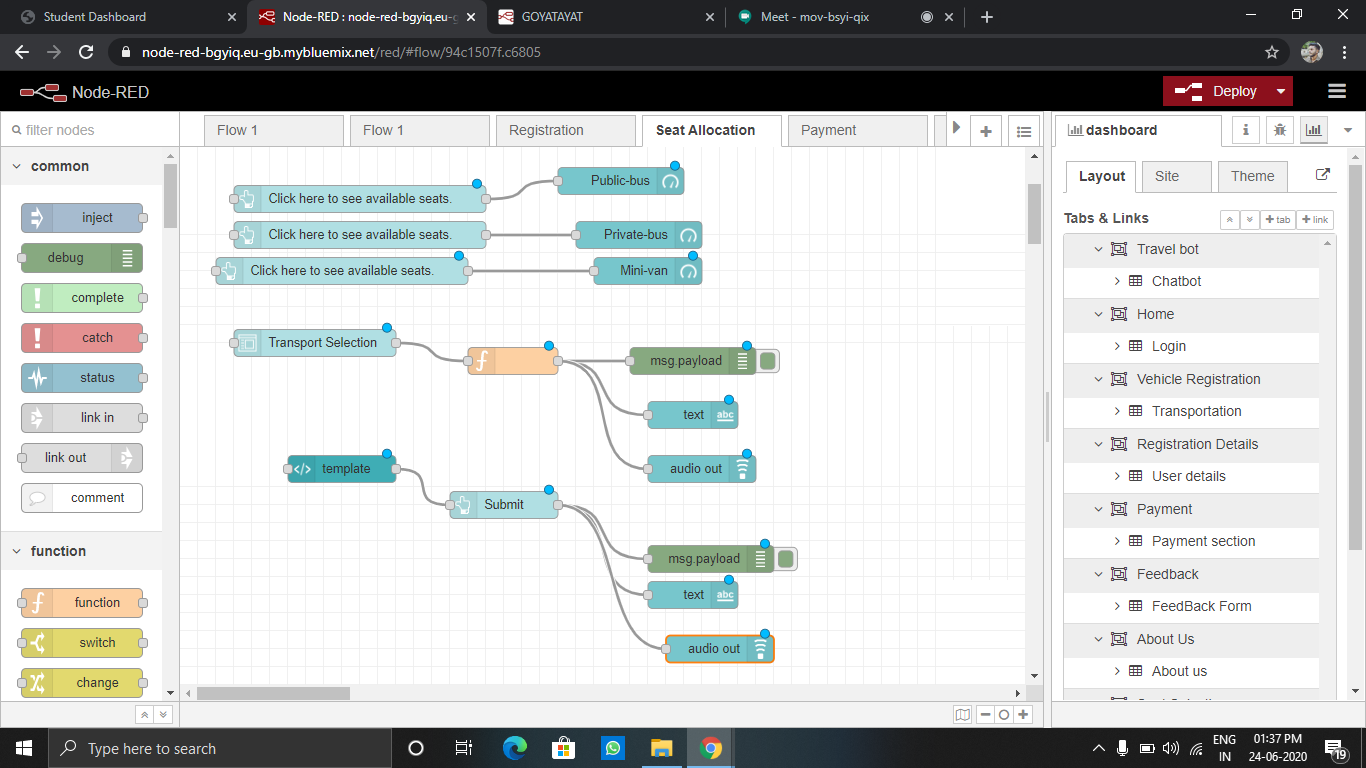 Student Dashboard
Node-RED : node-red-bgyiq.eu-g
GOYATAYAT
Meet - mov-bsyi-qix
node-red-bgyiq.eu-gb.mybluemix.net/red/#flow/94c1507f.c6805
Node-RED
Deploy
filter nodes
Flow 1
Flow 1
Registration
Seat Allocation
Payment
dashboard
i
common
inject
debug
complete
catch
status
link in
link out
comment
function
function
switch
change
Click here to see available seats.
Public-bus
Click here to see available seats.
Private-bus
Click here to see available seats.
Mini-van
Transport Selection
f
msg.payload
text
abc
audio out
template
Submit
msg.payload
text
abc
audio out
Layout
Site
Theme
Tabs & Links
+ tab
+ link
Travel bot
Chatbot
Home
Login
Vehicle Registration
Transportation
Registration Details
User details
Payment
Payment section
Feedback
FeedBack Form
About Us
About us
Type here to search
ENG
IN
01:37 PM
24-06-2020
19